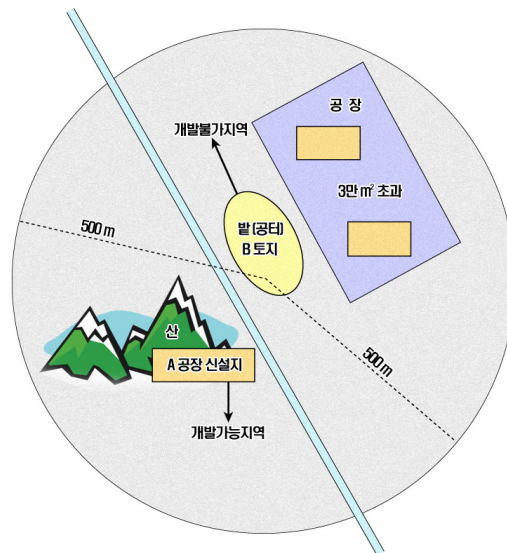 공 장
개발불가지역
3만㎡ 초과
밭(공터)
B 토지
500 m
산
A 공장 신설지
500 m
개발가능지역